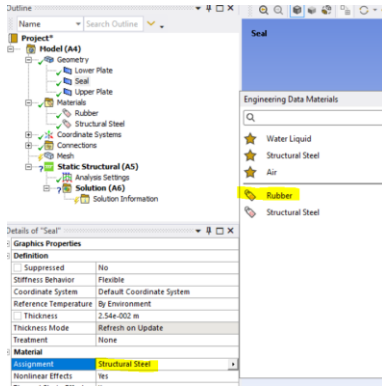 Outline
Name
Search Outline
Project*
Model (A4)
Geometry
Lower Plate
Seal
Upper Plate
Materials
Rubber
Structural Steel
Coordinate Systems
Connections
Mesh
Static Structural (A5)
Analysis Settings
Solution (A6)
Solution Information
Details of "Seal"
Graphics Properties
Definition
Suppressed No
Stiffness Behavior Flexible
Coordinate System Default Coordinate System
Reference Temperature By Environment
Thickness 2.54e-002 m
Thickness Mode Refresh on Update
Treatment None
Material
Assignment Structural Steel
Nonlinear Effects Yes
Seal
Engineering Data Materials
Water Liquid
Structural Steel
Air
Rubber
Structural Steel